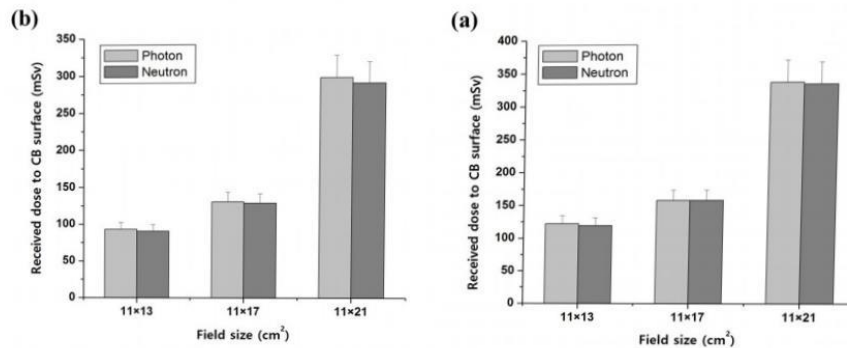 (b)
350
300
250
200
150
100
50
0
Received dose to CB surface (mSv)
Photon
Neutron
11×13
11×17
11×21
Field size (cm²)
(a)
400
350
300
250
200
150
100
50
0
Received dose to CB surface (mSv)
Photon
Neutron
11×13
11×17
11×21
Field size (cm²)